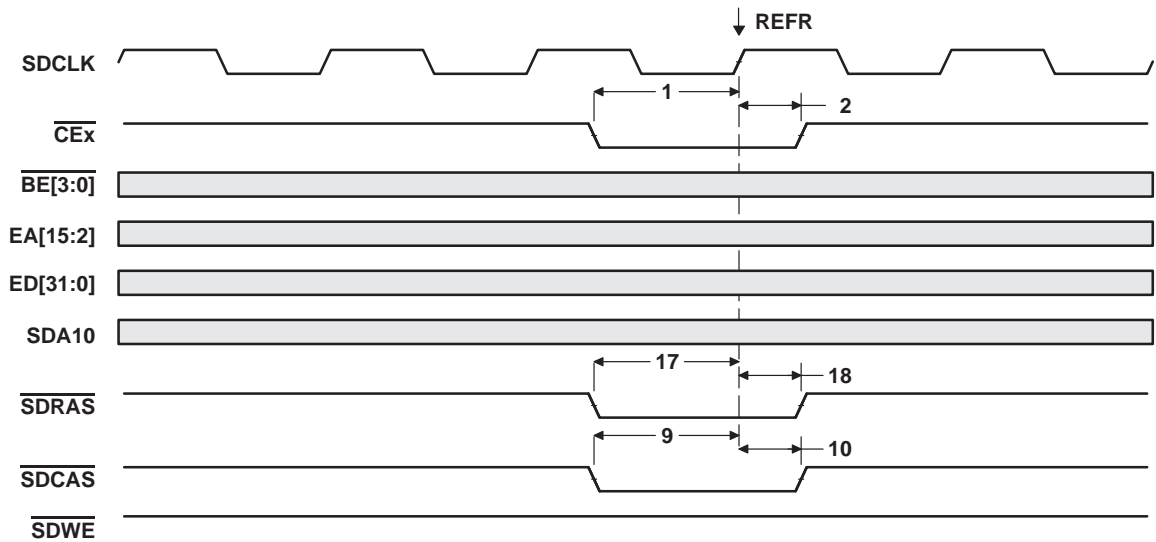 REFR
SDCLK
1
2
CEx
BE[3:0]
EA[15:2]
ED[31:0]
SDA10
17
18
SDRAS
9
10
SDCAS
SDWE